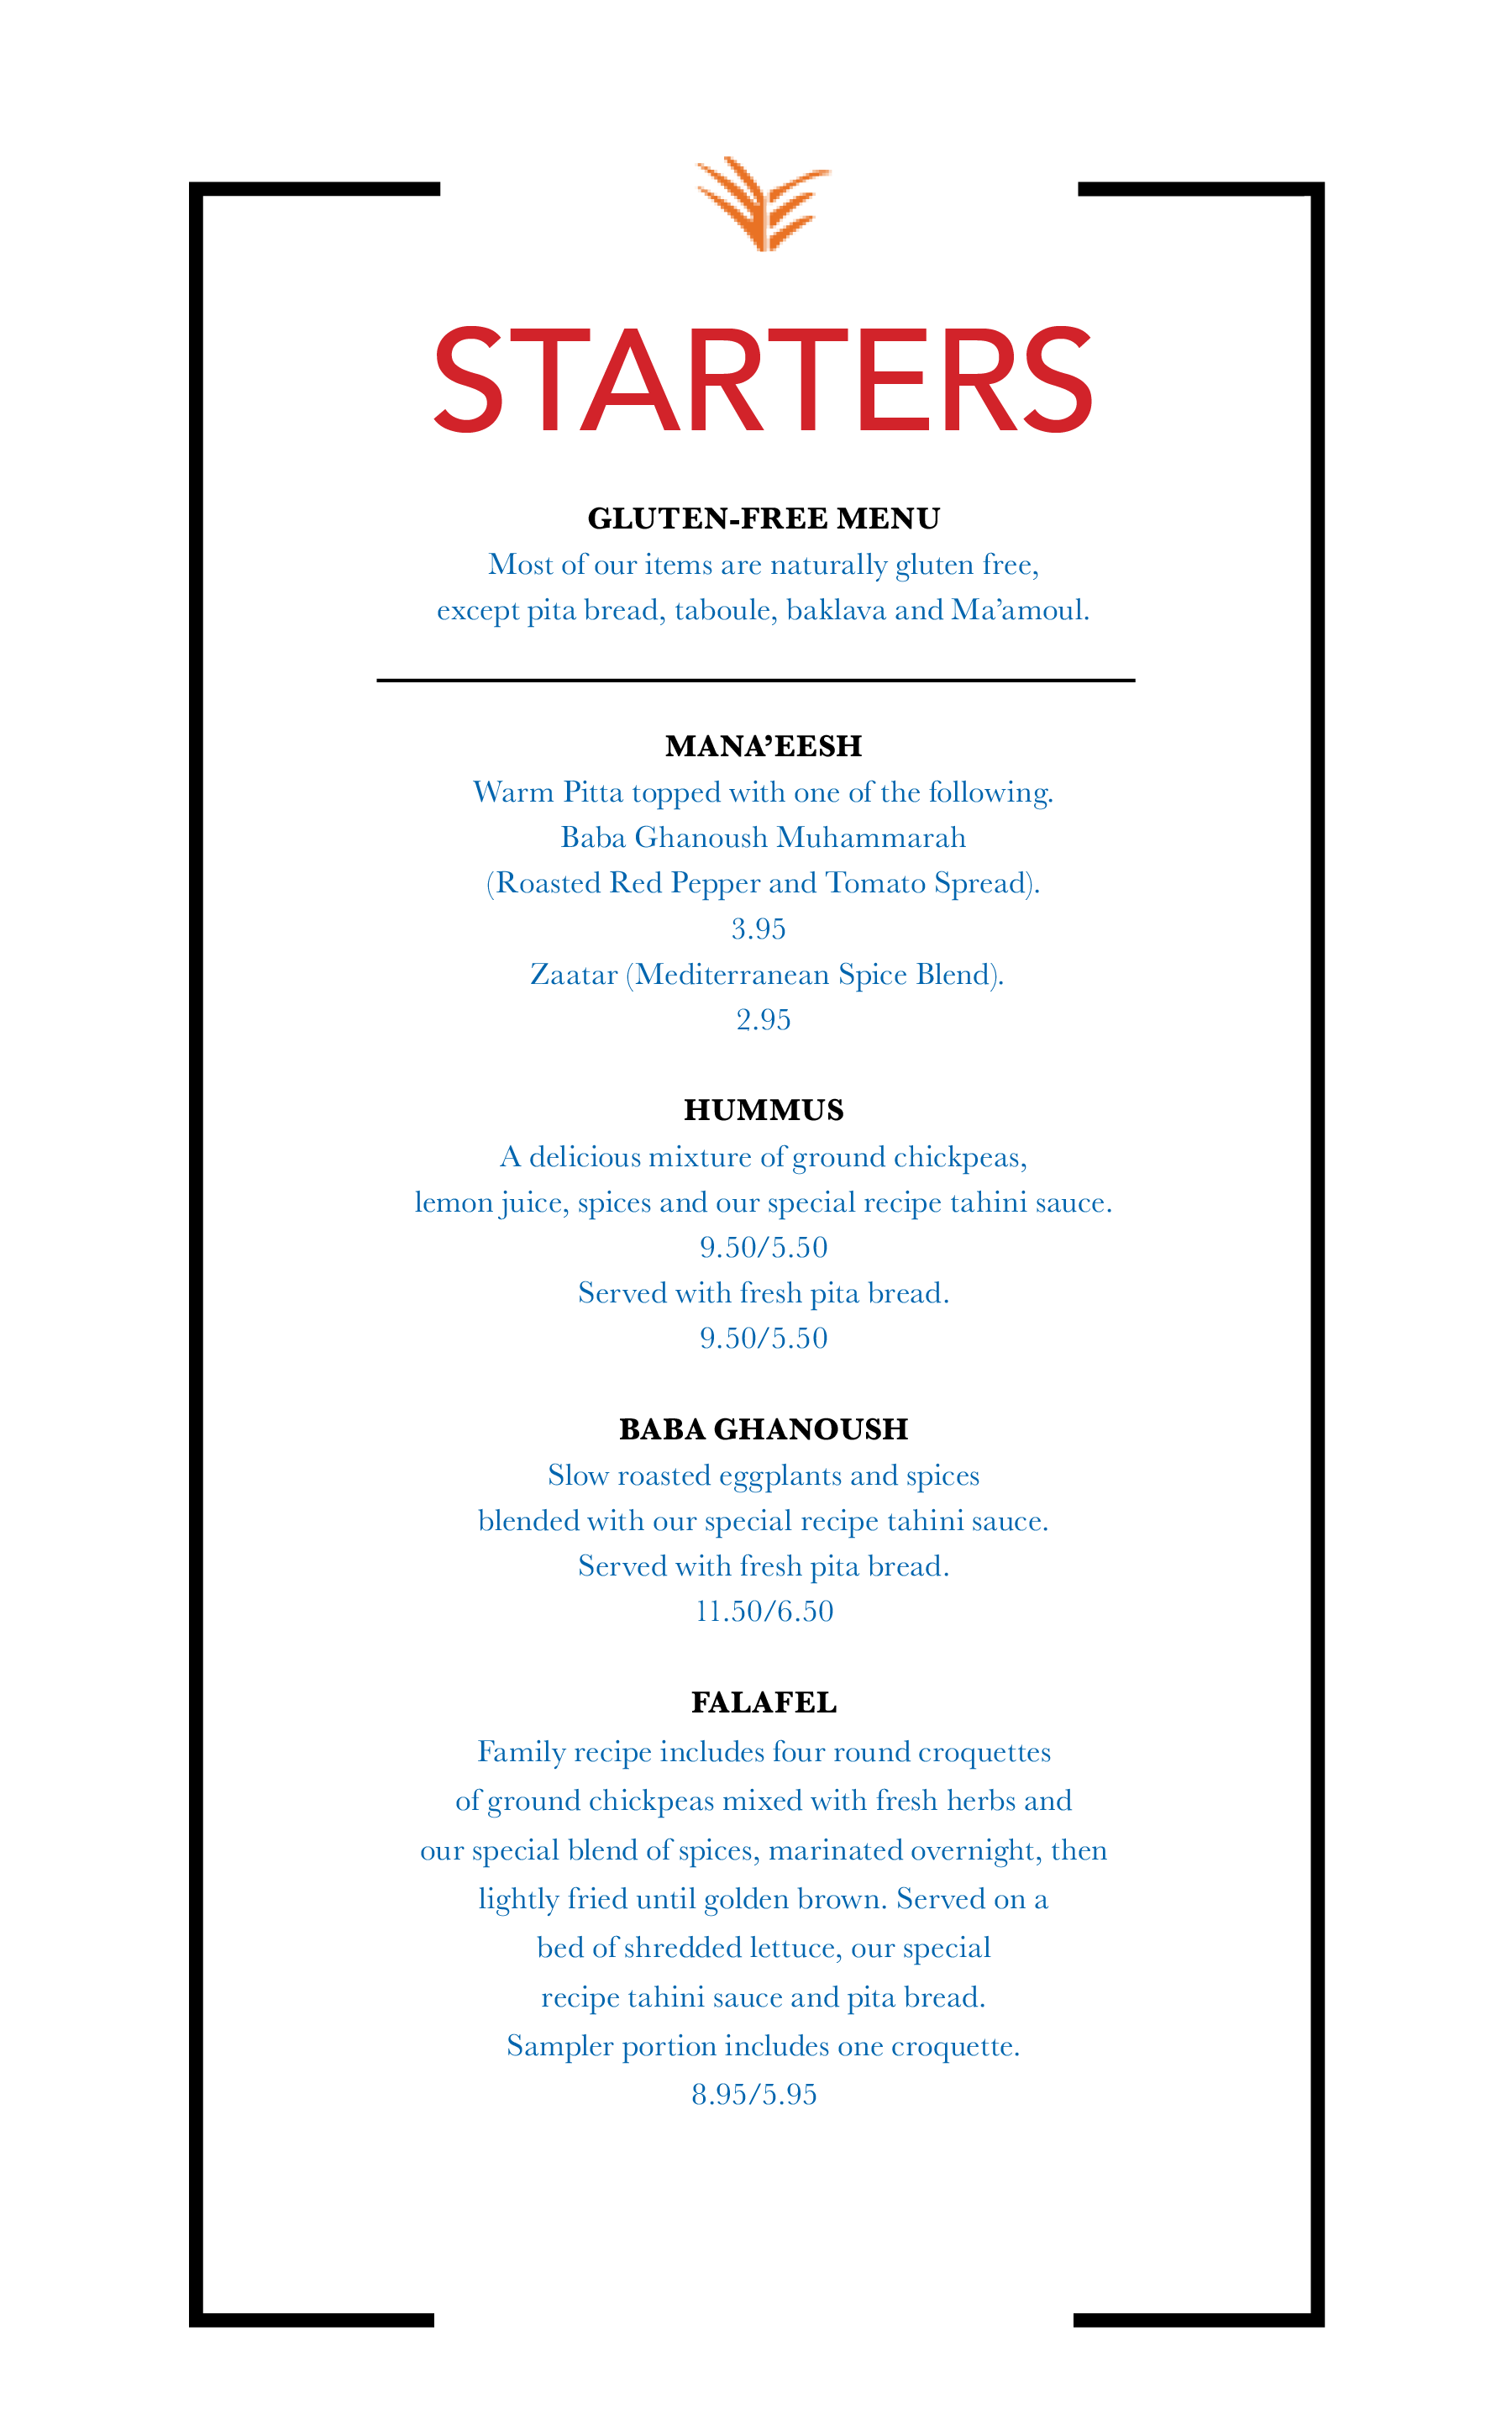 STARTERS
GLUTEN-FREE MENU
Most of our items are naturally gluten free,
except pita bread, taboule, baklava and Ma’amoul.
MANA’EESH
Warm Pitta topped with one of the following.
Baba Ghanoush Muhammarah
(Roasted Red Pepper and Tomato Spread).
3.95
Zaatar (Mediterranean Spice Blend).
2.95
HUMMUS
A delicious mixture of ground chickpeas,
lemon juice, spices and our special recipe tahini sauce.
9.50/5.50
Served with fresh pita bread.
9.50/5.50
BABA GHANOUSH
Slow roasted eggplants and spices
blended with our special recipe tahini sauce.
Served with fresh pita bread.
11.50/6.50
FALAFEL
Family recipe includes four round croquettes
of ground chickpeas mixed with fresh herbs and
our special blend of spices, marinated overnight, then
lightly fried until golden brown. Served on a
bed of shredded lettuce, our special
recipe tahini sauce and pita bread.
Sampler portion includes one croquette.
8.95/5.95